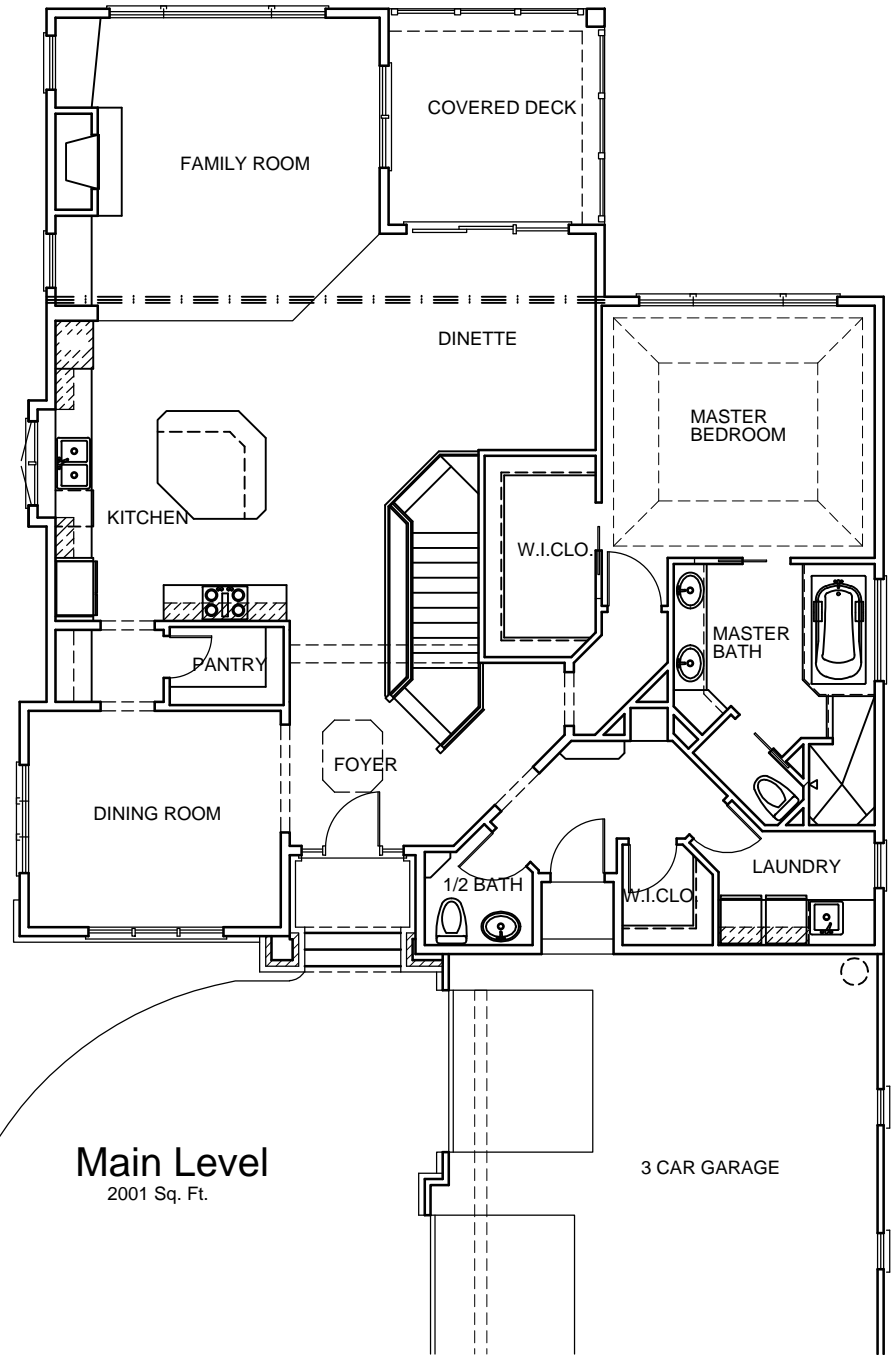 COVERED DECK
FAMILY ROOM
DINETTE
MASTER
BEDROOM
KITCHEN
W.I.CLO.
MASTER
BATH
PANTRY
FOYER
DINING ROOM
LAUNDRY
1/2 BATH
W.I.CLO.
Main Level
2001 Sq. Ft.
3 CAR GARAGE